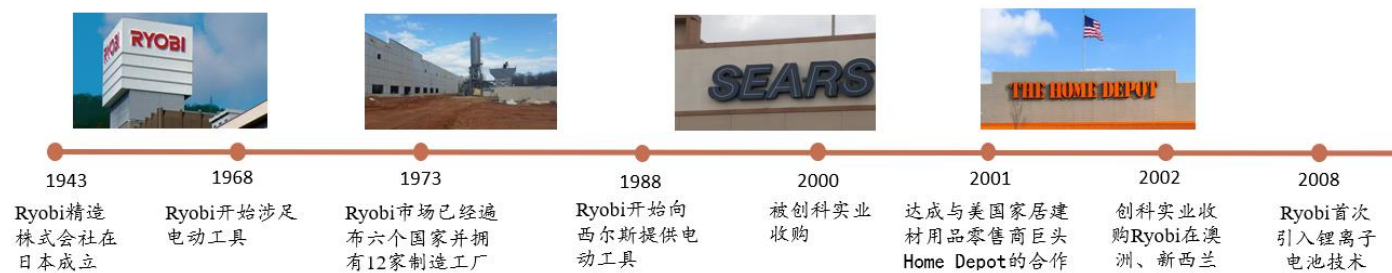 RYOBI
RYOBI
SEARS
THE HOME DEPOT
1943
Ryobi精造
株式会社在
日本成立
1968
Ryobi开始涉足
电动工具
1973
Ryobi市场已经遍
布六个国家并拥
有12家制造工厂
1988
Ryobi开始向
西尔斯提供电
动工具
2000
被创科实业
收购
2001
达成与美国家居建
材用品零售商巨头
Home Depot的合作
2002
创科实业收
购Ryobi在澳
洲、新西兰
2008
Ryobi首次
引入锂离子
电池技术